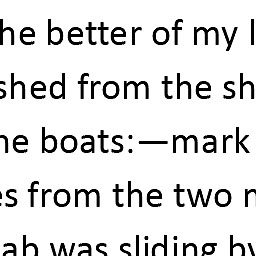 he better of my
shed from the sh
he boats:—mark
es from the two
ab was sliding by